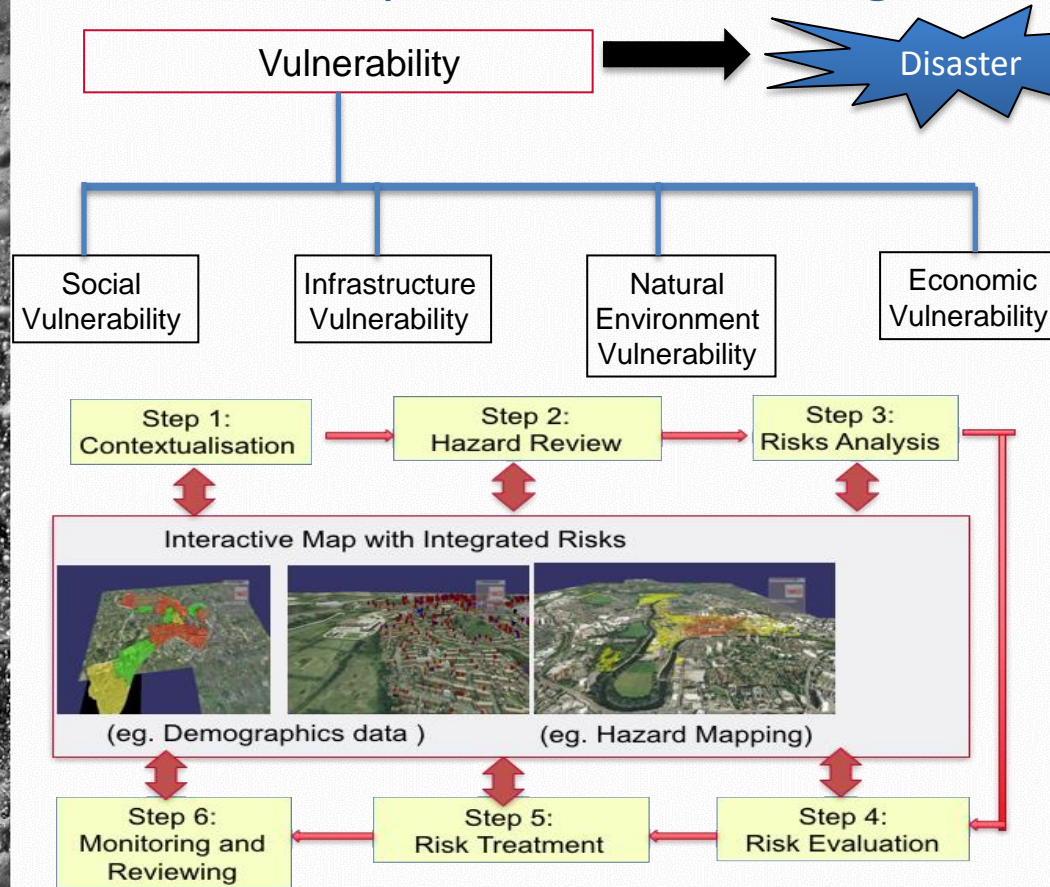 Vulnerability
Disaster
Social
Vulnerability
Infrastructure
Vulnerability
Natural
Environment
Vulnerability
Economic
Vulnerability
Step 1:
Contextualisation
Step 2:
Hazard Review
Step 3:
Risks Analysis
Interactive Map with Integrated Risks
(eg. Demographics data )
(eg. Hazard Mapping)
Step 6:
Monitoring and
Reviewing
Step 5:
Risk Treatment
Step 4:
Risk Evaluation